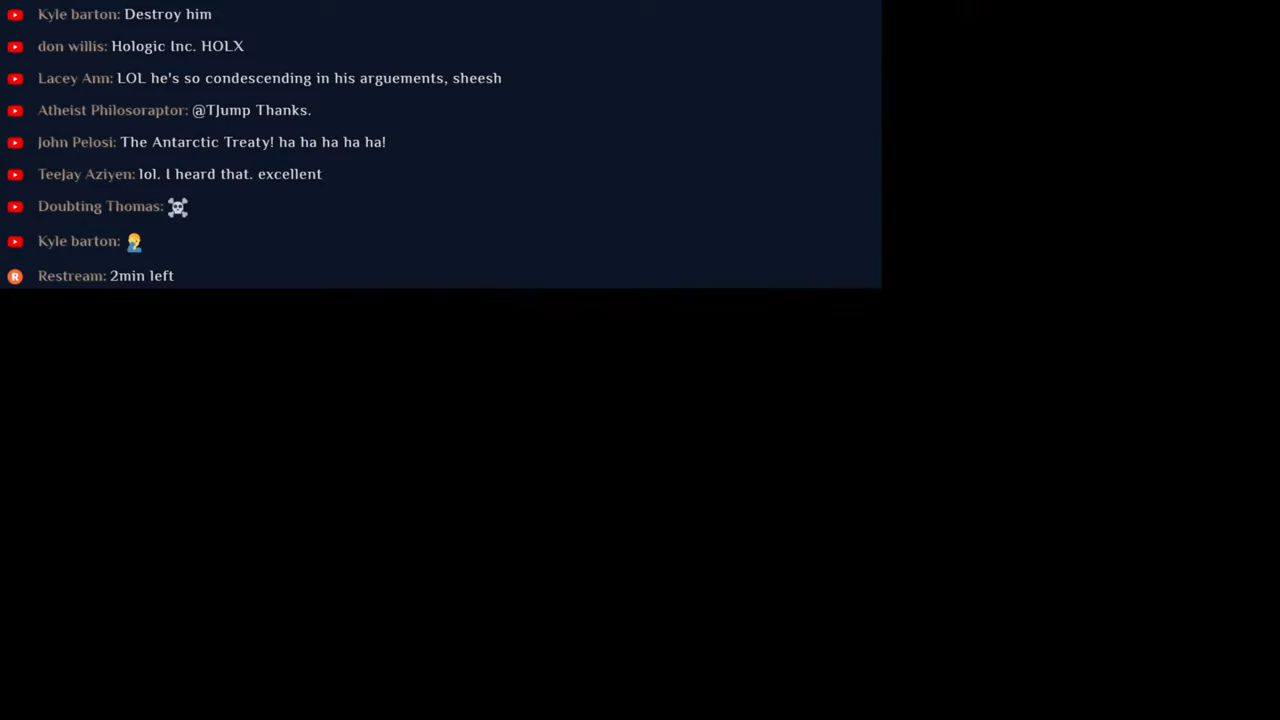 Kyle barton: Destroy him
don willis: Hologic Inc. HOLX
Lacey Ann: LOL he's so condescending in his arguements, sheesh
Atheist Philosoraptor: @TJump Thanks.
John Pelosi: The Antarctic Treaty! ha ha ha ha ha!
TeeJay Aziyen: lol. I heard that. excellent
Doubting Thomas: ☠️
Kyle barton: 🤦
R Restream: 2min left